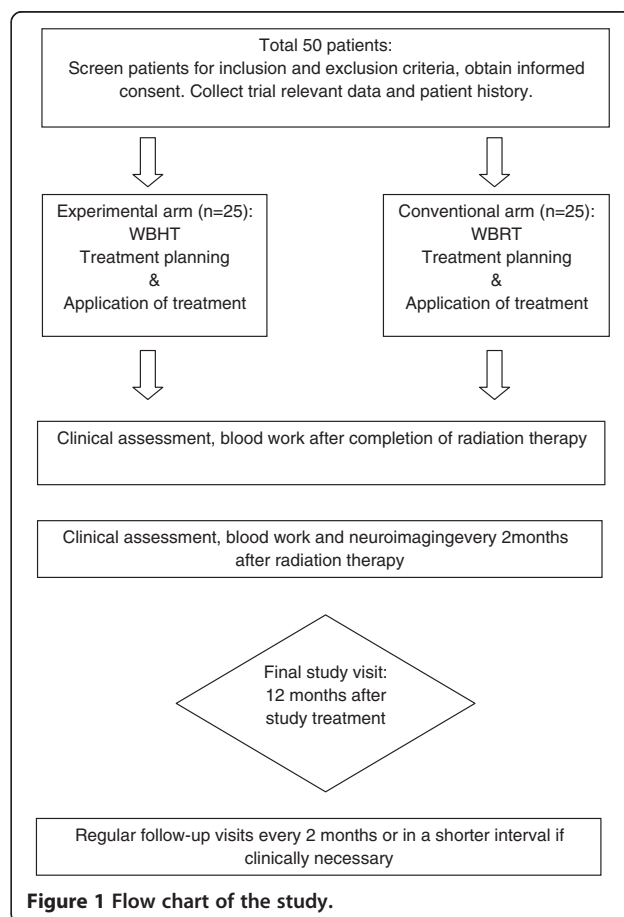 Total 50 patients:
Screen patients for inclusion and exclusion criteria, obtain informed
consent. Collect trial relevant data and patient history.
Experimental arm (n=25):
WBHT
Treatment planning
&
Application of treatment
Conventional arm (n=25):
WBRT
Treatment planning
&
Application of treatment
Clinical assessment, blood work after completion of radiation therapy
Clinical assessment, blood work and neuroimagingevery 2months
after radiation therapy
Final study visit:
12 months after
study treatment
Regular follow-up visits every 2 months or in a shorter interval if
clinically necessary
Figure 1 Flow chart of the study.